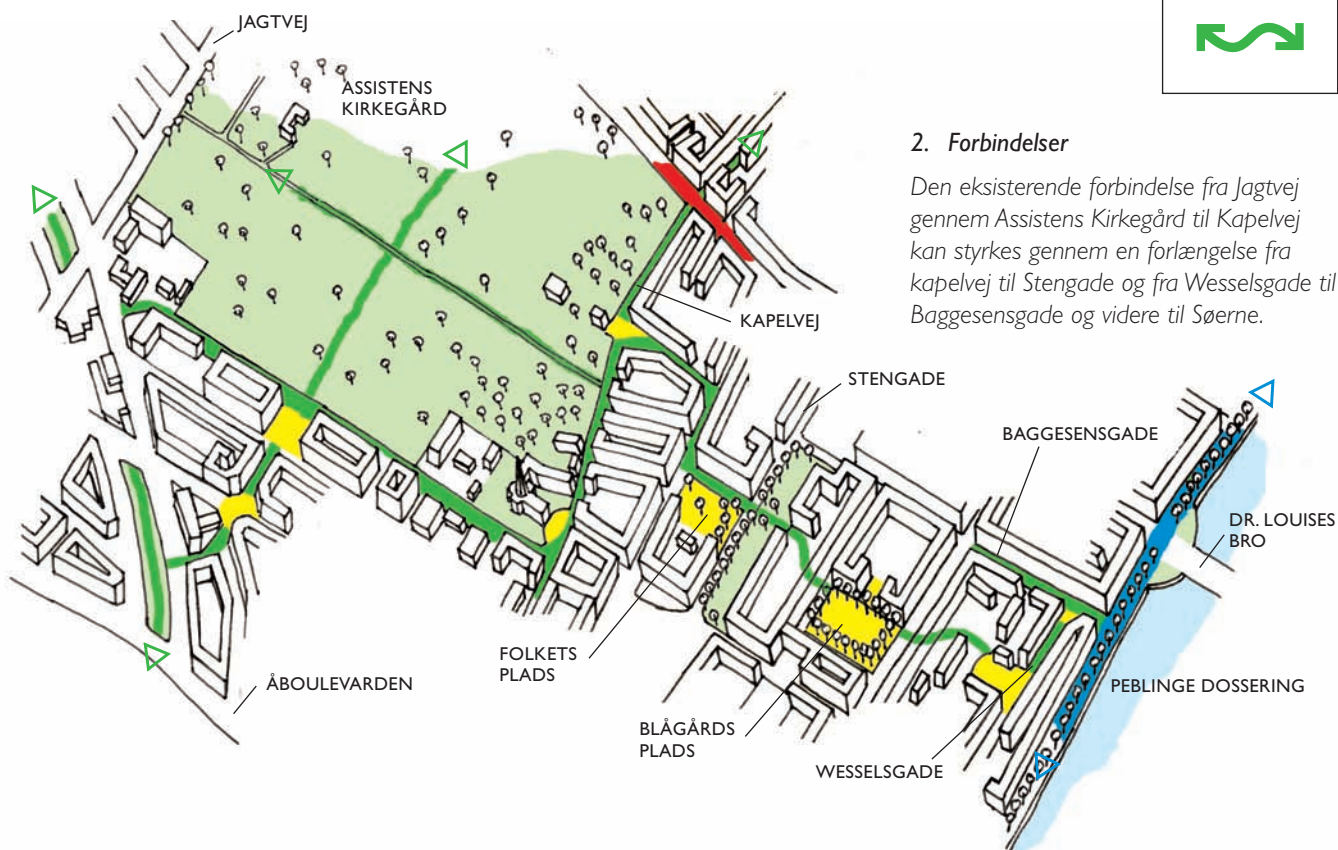 JAGTVEJ
ASSISTENS
KIRKEGÅRD
2. Forbindelser
Den eksisterende forbindelse fra Jagtvej
gennem Assistens Kirkegård til Kapelvej
kan styrkes gennem en forlængelse fra
kapelvej til Stengade og fra Wesselsgade til
Baggesensgade og videre til Søerne.
KAPELVEJ
STENGADE
BAGGESENSGADE
DR. LOUISES
BRO
FOLKETS
PLADS
ÅBOULEVARDEN
PEBLINGE DOSSERING
BLÅGÅRDS
PLADS
WESSELSGADE